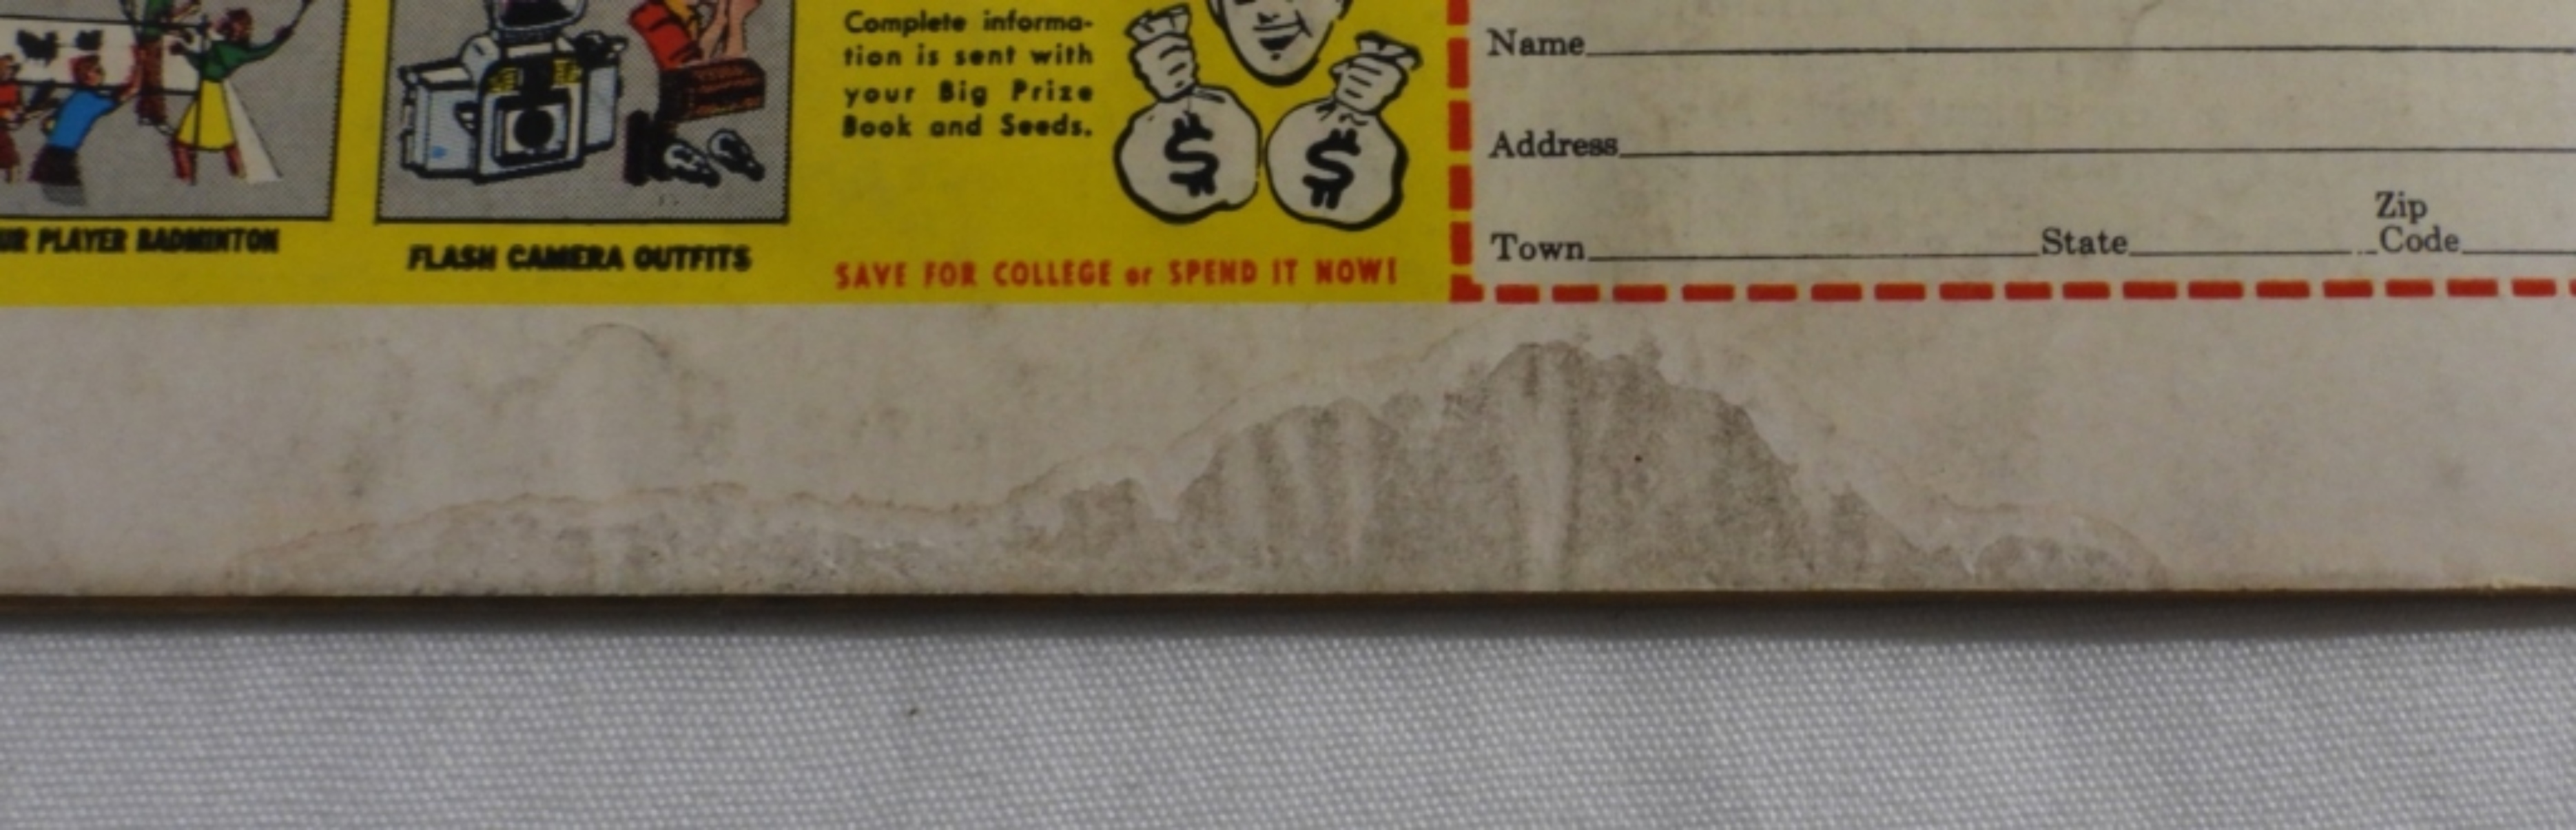 UR PLAYER BADMINTON
FLASH CAMERA OUTFITS
Complete informa-
tion is sent with
your Big Prize
Book and Seeds.
$ $
SAVE FOR COLLEGE or SPEND IT NOW!
Name
Address
Town State Zip Code